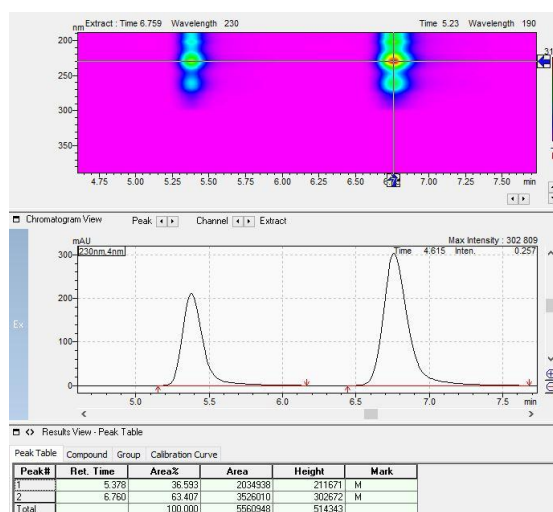 Extract : Time 6.759 Wavelength 230 Time 5.23 Wavelength 190
nm
200
250
300
350
4.75 5.00 5.25 5.50 5.75 6.00 6.25 6.50 7.00 7.25 7.50 min
Chromatogram View Peak Channel Extract
mAU Max Intensity : 302 809
230nm,4nm Time 4.615 Inten. 0.257
300
200
100
0
5.0 5.5 6.0 6.5 7.0 7.5 min
Ex
Results View - Peak Table
Peak Table Compound Group Calibration Curve
Peak# Ret. Time Area% Area Height Mark
1 5.378 36.593 2034938 211671 M
2 6.760 63.407 3526010 302672 M
Total 100.000 5560948 514343